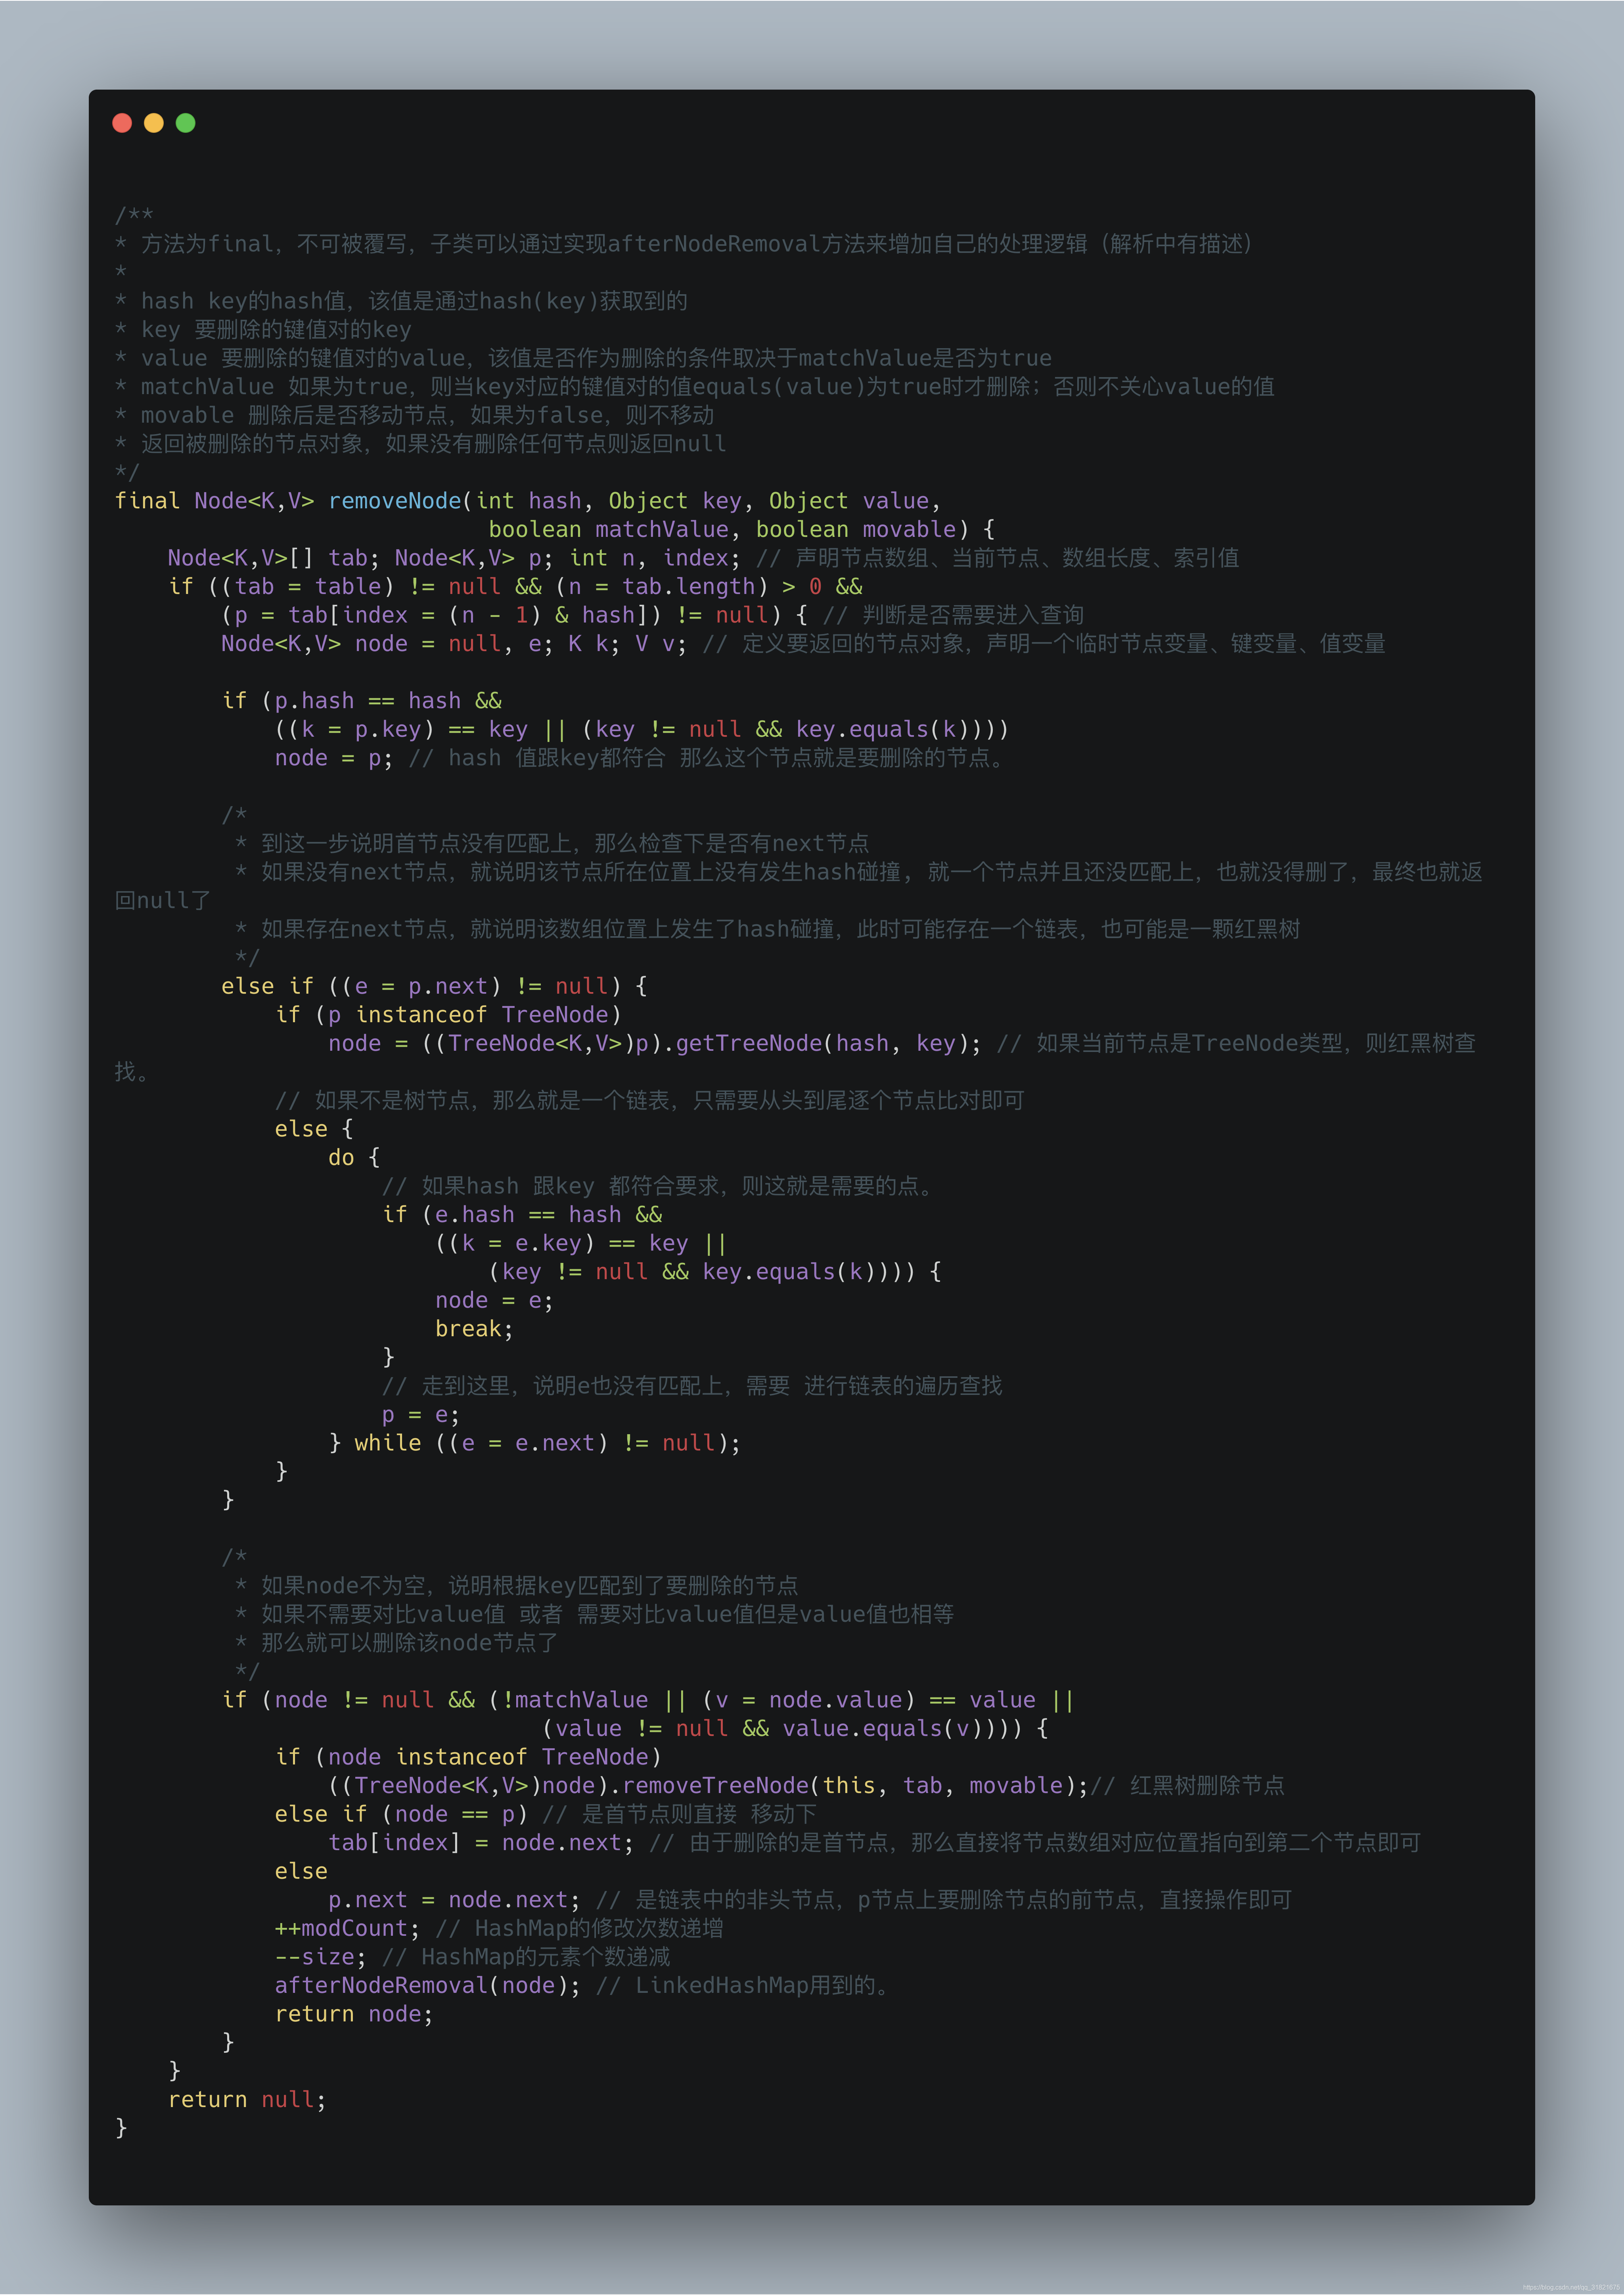 /**
* 方法为final，不可被覆写，子类可以通过实现afterNodeRemoval方法来增加自己的处理逻辑（解析中有描述）
*
* hash key的hash值，该值是通过hash(key)获取到的
* key 要删除的键值对的key
* value 要删除的键值对的value，该值是否作为删除的条件取决于matchValue是否为true
* matchValue 如果为true，则当key对应的键值对的值equals(value)为true时才删除；否则不关心value的值
* movable 删除后是否移动节点，如果为false，则不移动
* 返回被删除的节点对象，如果没有删除任何节点则返回null
*/
final Node<K,V> removeNode(int hash, Object key, Object value,
                            boolean matchValue, boolean movable) {
    Node<K,V>[] tab; Node<K,V> p; int n, index; // 声明节点数组、当前节点、数组长度、索引值
    if ((tab = table) != null && (n = tab.length) > 0 &&
        (p = tab[index = (n - 1) & hash]) != null) { // 判断是否需要进入查询
        Node<K,V> node = null, e; K k; V v; // 定义要返回的节点对象，声明一个临时节点变量、键变量、值变量

        if (p.hash == hash &&
            ((k = p.key) == key || (key != null && key.equals(k))))
            node = p; // hash 值跟key都符合 那么这个节点就是要删除的节点。

        /*
         * 到这一步说明首节点没有匹配上，那么检查下是否有next节点
         * 如果没有next节点，就说明该节点所在位置上没有发生hash碰撞, 就一个节点并且还没匹配上，也就没得删了，最终也就返
回null了
         * 如果存在next节点，就说明该数组位置上发生了hash碰撞，此时可能存在一个链表，也可能是一颗红黑树
         */
        else if ((e = p.next) != null) {
            if (p instanceof TreeNode)
                node = ((TreeNode<K,V>)p).getTreeNode(hash, key); // 如果当前节点是TreeNode类型，则红黑树查
找。
            // 如果不是树节点，那么就是一个链表，只需要从头到尾逐个节点比对即可
            else {
                do {
                    // 如果hash 跟key 都符合要求，则这就是需要的点。
                    if (e.hash == hash &&
                        ((k = e.key) == key ||
                            (key != null && key.equals(k)))) {
                        node = e;
                        break;
                    }
                    // 走到这里，说明e也没有匹配上，需要 进行链表的遍历查找
                    p = e;
                } while ((e = e.next) != null);
            }
        }

        /*
         * 如果node不为空，说明根据key匹配到了要删除的节点
         * 如果不需要对比value值 或者 需要对比value值但是value值也相等
         * 那么就可以删除该node节点了
         */
        if (node != null && (!matchValue || (v = node.value) == value ||
                                (value != null && value.equals(v)))) {
            if (node instanceof TreeNode)
                ((TreeNode<K,V>)node).removeTreeNode(this, tab, movable);// 红黑树删除节点
            else if (node == p) // 是首节点则直接 移动下
                tab[index] = node.next; // 由于删除的是首节点，那么直接将节点数组对应位置指向到第二个节点即可
            else
                p.next = node.next; // 是链表中的非头节点，p节点上要删除节点的前节点，直接操作即可
            ++modCount; // HashMap的修改次数递增
            --size; // HashMap的元素个数递减
            afterNodeRemoval(node); // LinkedHashMap用到的。
            return node;
        }
    }
    return null;
}